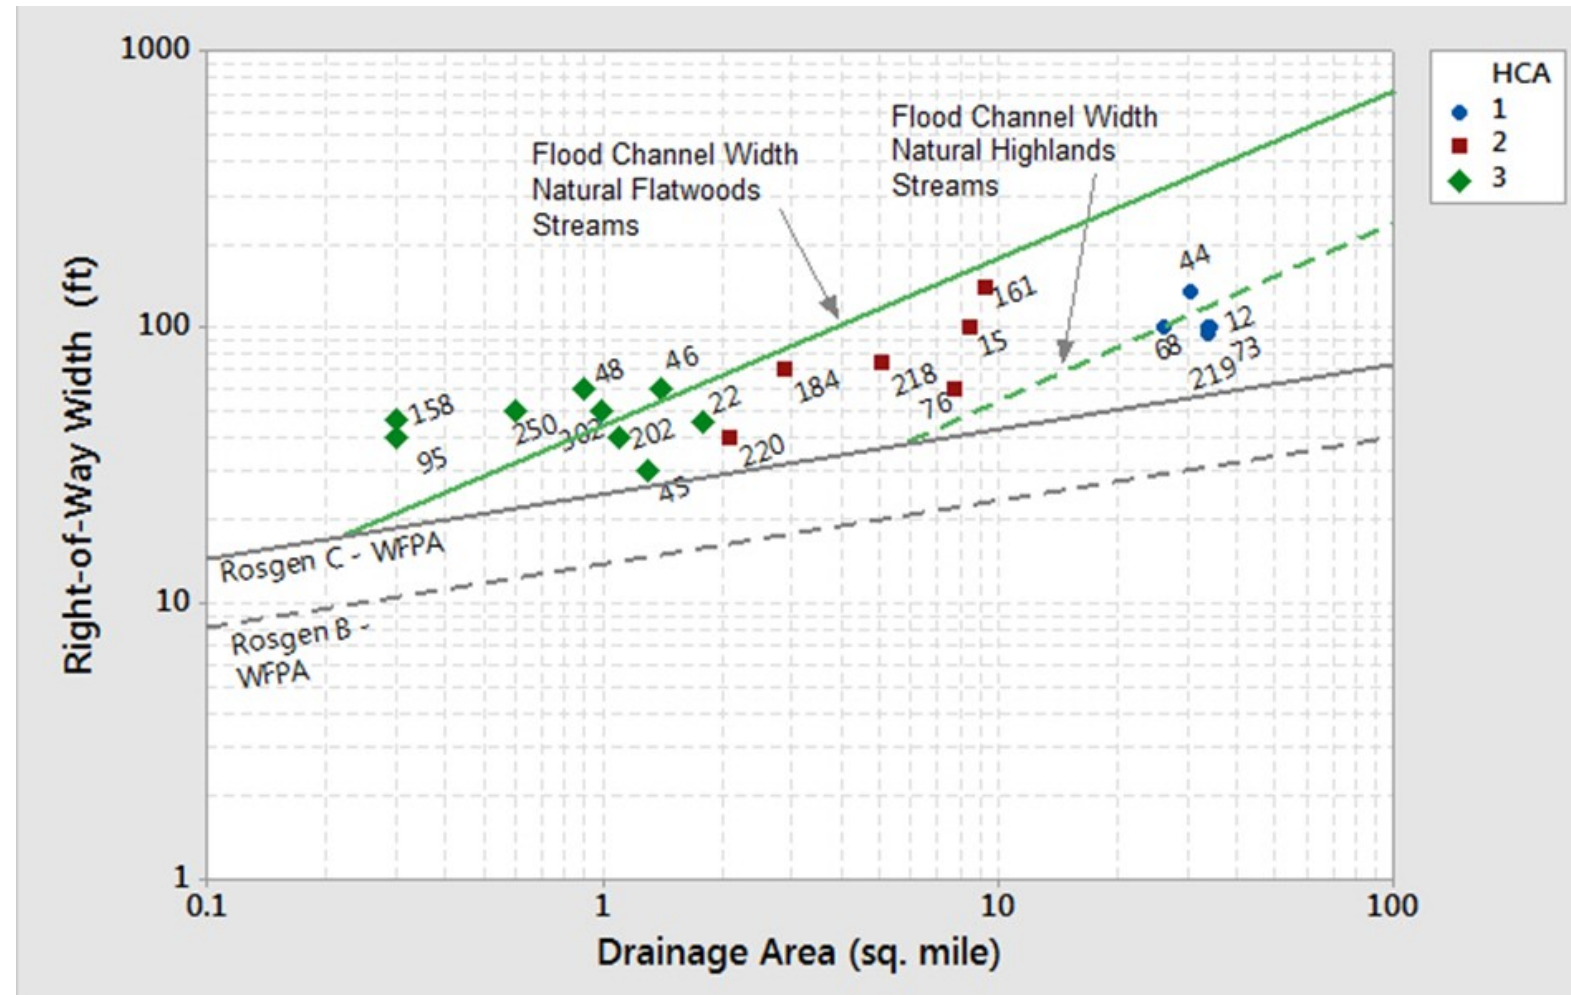 1000
HCA
1
2
3
Flood Channel Width
Natural Highlands
Streams
Flood Channel Width
Natural Flatwoods
Streams
44
161
100
12
15
68
73
46
48
218
219
184
158
22
76
250
302
202
95
220
45
Rosgen C - WFPA
10
Rosgen B -
WFPA
1
0.1
1
10
100
Right-of-Way Width (ft)
Drainage Area (sq. mile)